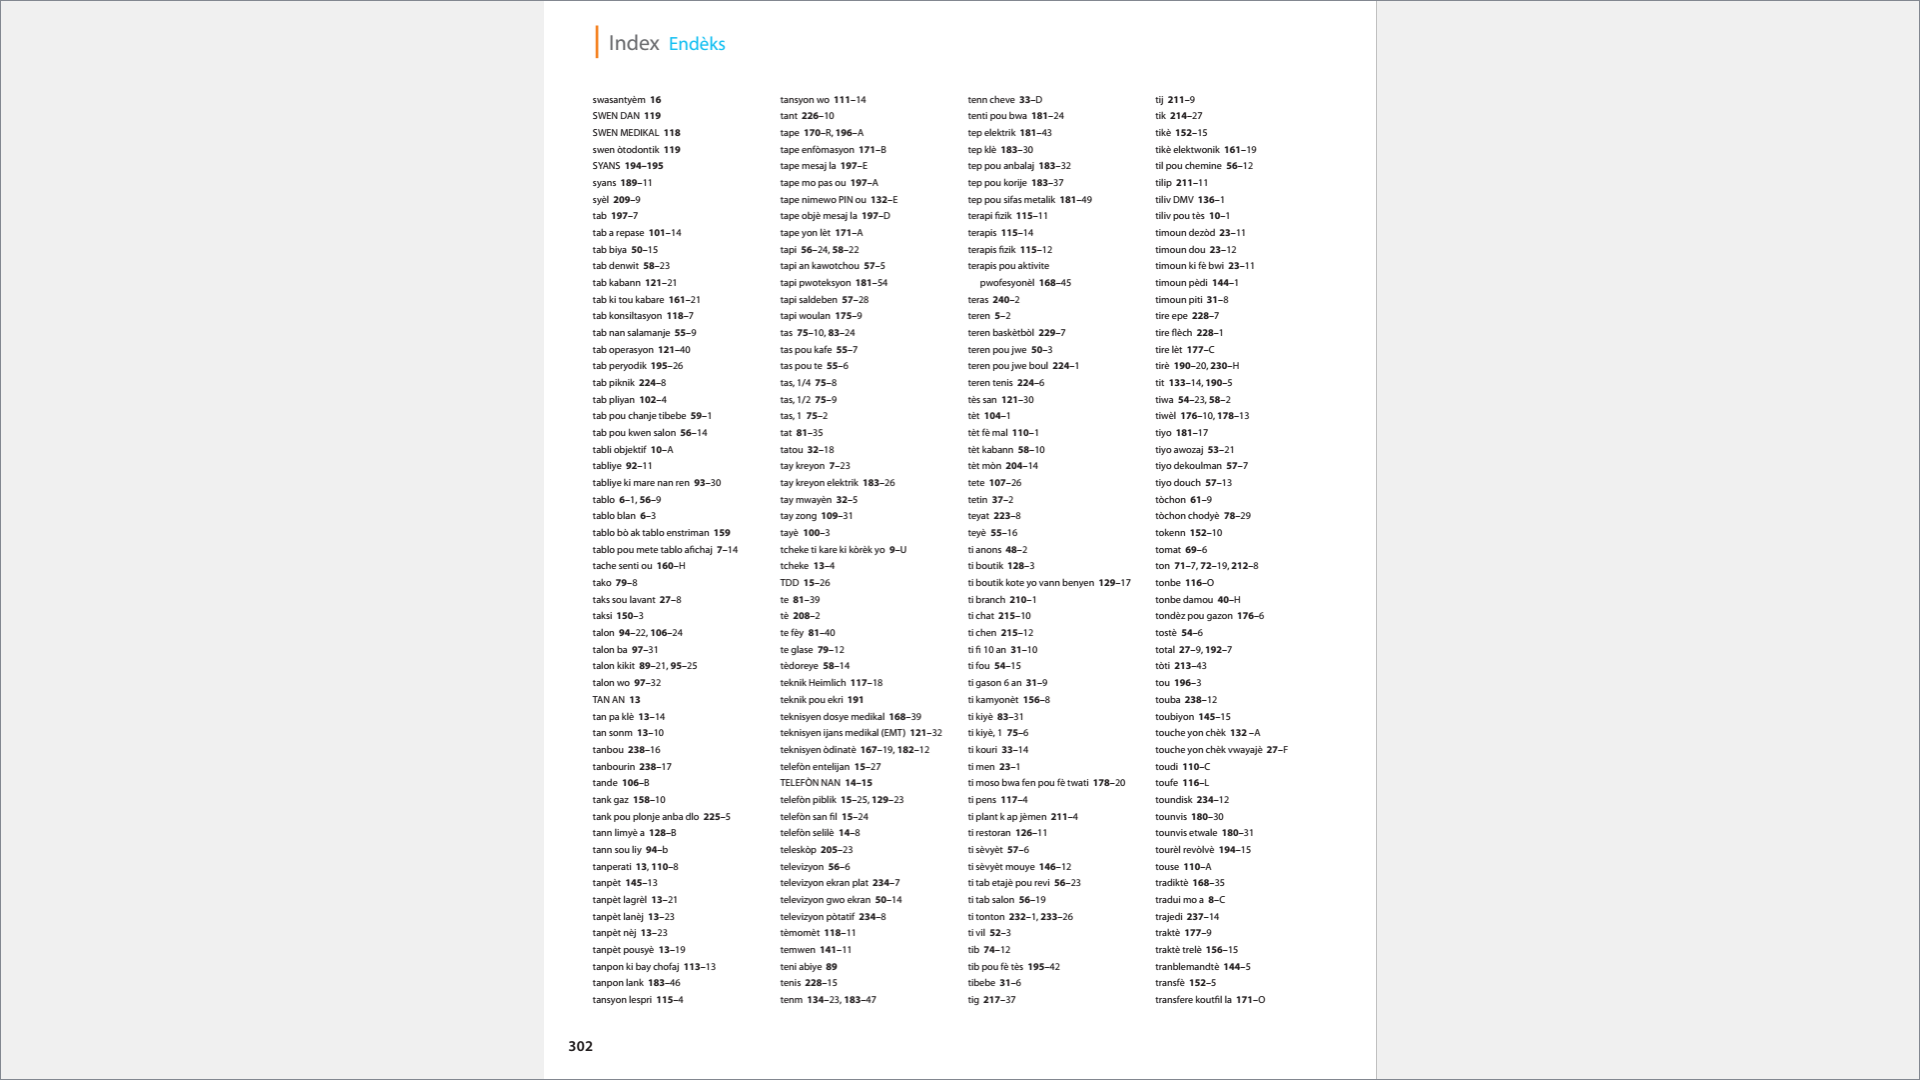 Index Endèks
swasantyèm 16
SWEN DAN 119
SWEN MEDIKAL 118
swen òtodontik 119
SYANS 194–195
syans 189–11
syèl 209–9
tab 197–7
tab a repase 101–14
tab biya 50–15
tab denwit 58–23
tab kabann 121–21
tab ki tou kabare 161–21
tab konsiltasyon 118–7
tab nan salamanje 55–9
tab operasyon 121–40
tab peryodik 195–26
tab piknik 224–8
tab pliyan 102–4
tab pou chanje tibebe 59–1
tab pou kwen salon 56–14
tabli objektif 10–A
tabliye 92–11
tabliye ki mare nan ren 93–30
tablo 6–1, 56–9
tablo blan 6–3
tablo bò ak tablo enstriman 159
tablo pou mete tablo afichaj 7–14
tache senti ou 160–H
tako 79–8
taks sou lavant 27–8
taksi 150–3
talon 94–22, 106–24
talon ba 97–31
talon kikit 89–21, 95–25
talon wo 97–32
TAN AN 13
tan pa klè 13–14
tan sonm 13–10
tanbou 238–16
tanbourin 238–17
tande 106–B
tank gaz 158–10
tank pou plonje anba dlo 225–5
tann limyè a 128–B
tann sou liy 94–b
tanperati 13, 110–8
tanpèt 145–13
tanpèt lagrèl 13–21
tanpèt lanèj 13–23
tanpèt nèj 13–23
tanpèt pousyè 13–19
tanpon ki bay chofaj 113–13
tanpon lank 183–46
tansyon lespri 115–4
tansyon wo 111–14
tant 226–10
tape 170–R, 196–A
tape enfòmasyon 171–B
tape mesaj la 197–E
tape mo pas ou 197–A
tape nimewo PIN ou 132–E
tape objè mesaj la 197–D
tape yon lèt 171–A
tapi 56–24, 58–22
tapi an kawotchou 57–5
tapi pwoteksyon 181–54
tapi saldeben 57–28
tapi woulan 175–9
tas 75–10, 83–24
tas pou kafe 55–7
tas pou te 55–6
tas, 1/4 75–8
tas, 1/2 75–9
tas, 1 75–2
tat 81–35
tatou 32–18
tay kreyon 7–23
tay kreyon elektrik 183–26
tay mwayèn 32–5
tay zong 109–31
tayè 100–3
tcheke ti kare ki kòrèk yo 9–U
tcheke 13–4
TDD 15–26
te 81–39
tè 208–2
te fèy 81–40
te glase 79–12
tèdoreye 58–14
teknik Heimlich 117–18
teknik pou ekri 191
teknisyen dosye medikal 168–39
teknisyen ijans medikal (EMT) 121–32
teknisyen òdinatè 167–19, 182–12
telefòn entelijan 15–27
TELEFÒN NAN 14–15
telefòn piblik 15–25, 129–23
telefòn san fil 15–24
telefòn selilè 14–8
teleskòp 205–23
televizyon 56–6
televizyon ekran plat 234–7
televizyon gwo ekran 50–14
televizyon pòtatif 234–8
tèmomèt 118–11
temwen 141–11
teni abiye 89
tenis 228–15
tenm 134–23, 183–47
tenn cheve 33–D
tenti pou bwa 181–24
tep elektrik 181–43
tep klè 183–30
tep pou anbalaj 183–32
tep pou korije 183–37
tep pou sifas metalik 181–49
terapi fizik 115–11
terapis 115–14
terapis fizik 115–12
terapis pou aktivite
pwofesyonèl 168–45
teras 240–2
teren 5–2
teren baskètbòl 229–7
teren pou jwe 50–3
teren pou jwe boul 224–1
teren tenis 224–6
tès san 121–30
tèt 104–1
tèt fè mal 110–1
tèt kabann 58–10
tèt mòn 204–14
tete 107–26
tetin 37–2
teyat 223–8
teyè 55–16
ti anons 48–2
ti boutik 128–3
ti boutik kote yo vann benyen 129–17
ti branch 210–1
ti chat 215–10
ti chen 215–12
ti fi 10 an 31–10
ti fou 54–15
ti gason 6 an 31–9
ti kamyonèt 156–8
ti kiyè 83–31
ti kiyè, 1 75–6
ti kouri 33–14
ti men 23–1
ti moso bwa fen pou fè twati 178–20
ti pens 117–4
ti plant k ap jèmen 211–4
ti restoran 126–11
ti sèvyèt 57–6
ti sèvyèt mouye 146–12
ti tab etajè pou revi 56–23
ti tab salon 56–19
ti tonton 232–1, 233–26
ti vil 52–3
tib 74–12
tib pou fè tès 195–42
tibebe 31–6
tig 217–37
tij 211–9
tik 214–27
tikè 152–15
tikè elektwonik 161–19
til pou chemine 56–12
tilip 211–11
tiliv DMV 136–1
tiliv pou tès 10–1
timoun dezòd 23–11
timoun dou 23–12
timoun ki fè bwi 23–11
timoun pèdi 144–1
timoun piti 31–8
tire epe 228–7
tire flèch 228–1
tire lèt 177–C
tirè 190–20, 230–H
tit 133–14, 190–5
tiwa 54–23, 58–2
tiwèl 176–10, 178–13
tiyo 181–17
tiyo awozaj 53–21
tiyo dekoulman 57–7
tiyo douch 57–13
tòchon 61–9
tòchon chodyè 78–29
tokenn 152–10
tomat 69–6
ton 71–7, 72–19, 212–8
tonbe 116–O
tonbe damou 40–H
tondèz pou gazon 176–6
tostè 54–6
total 27–9, 192–7
tòti 213–43
tou 196–3
touba 238–12
toubiyon 145–15
touche yon chèk 132 –A
touche yon chèk vwayajè 27–F
toudi 110–C
toufe 116–L
toundisk 234–12
tounvis 180–30
tounvis etwale 180–31
tourèl revòlvè 194–15
touse 110–A
tradiktè 168–35
tradui mo a 8–C
trajedi 237–14
traktè 177–9
traktè trelè 156–15
tranblemandtè 144–5
transfè 152–5
transfere koutfil la 171–O
302